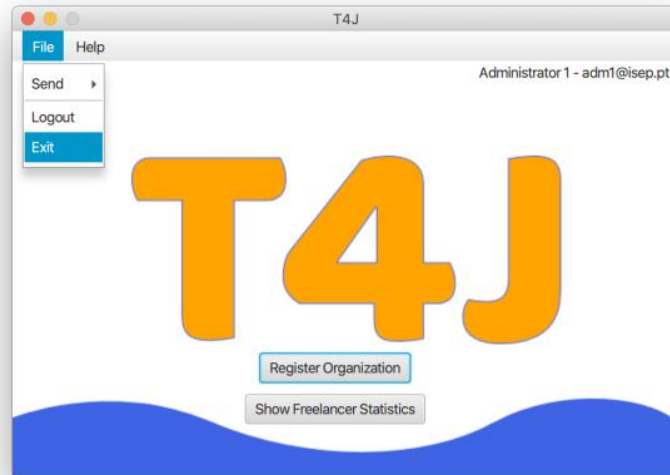 T4J
File Help
Administrator 1 - adm1@isep.pt
Send
Logout
Exit
T4J
Register Organization
Show Freelancer Statistics